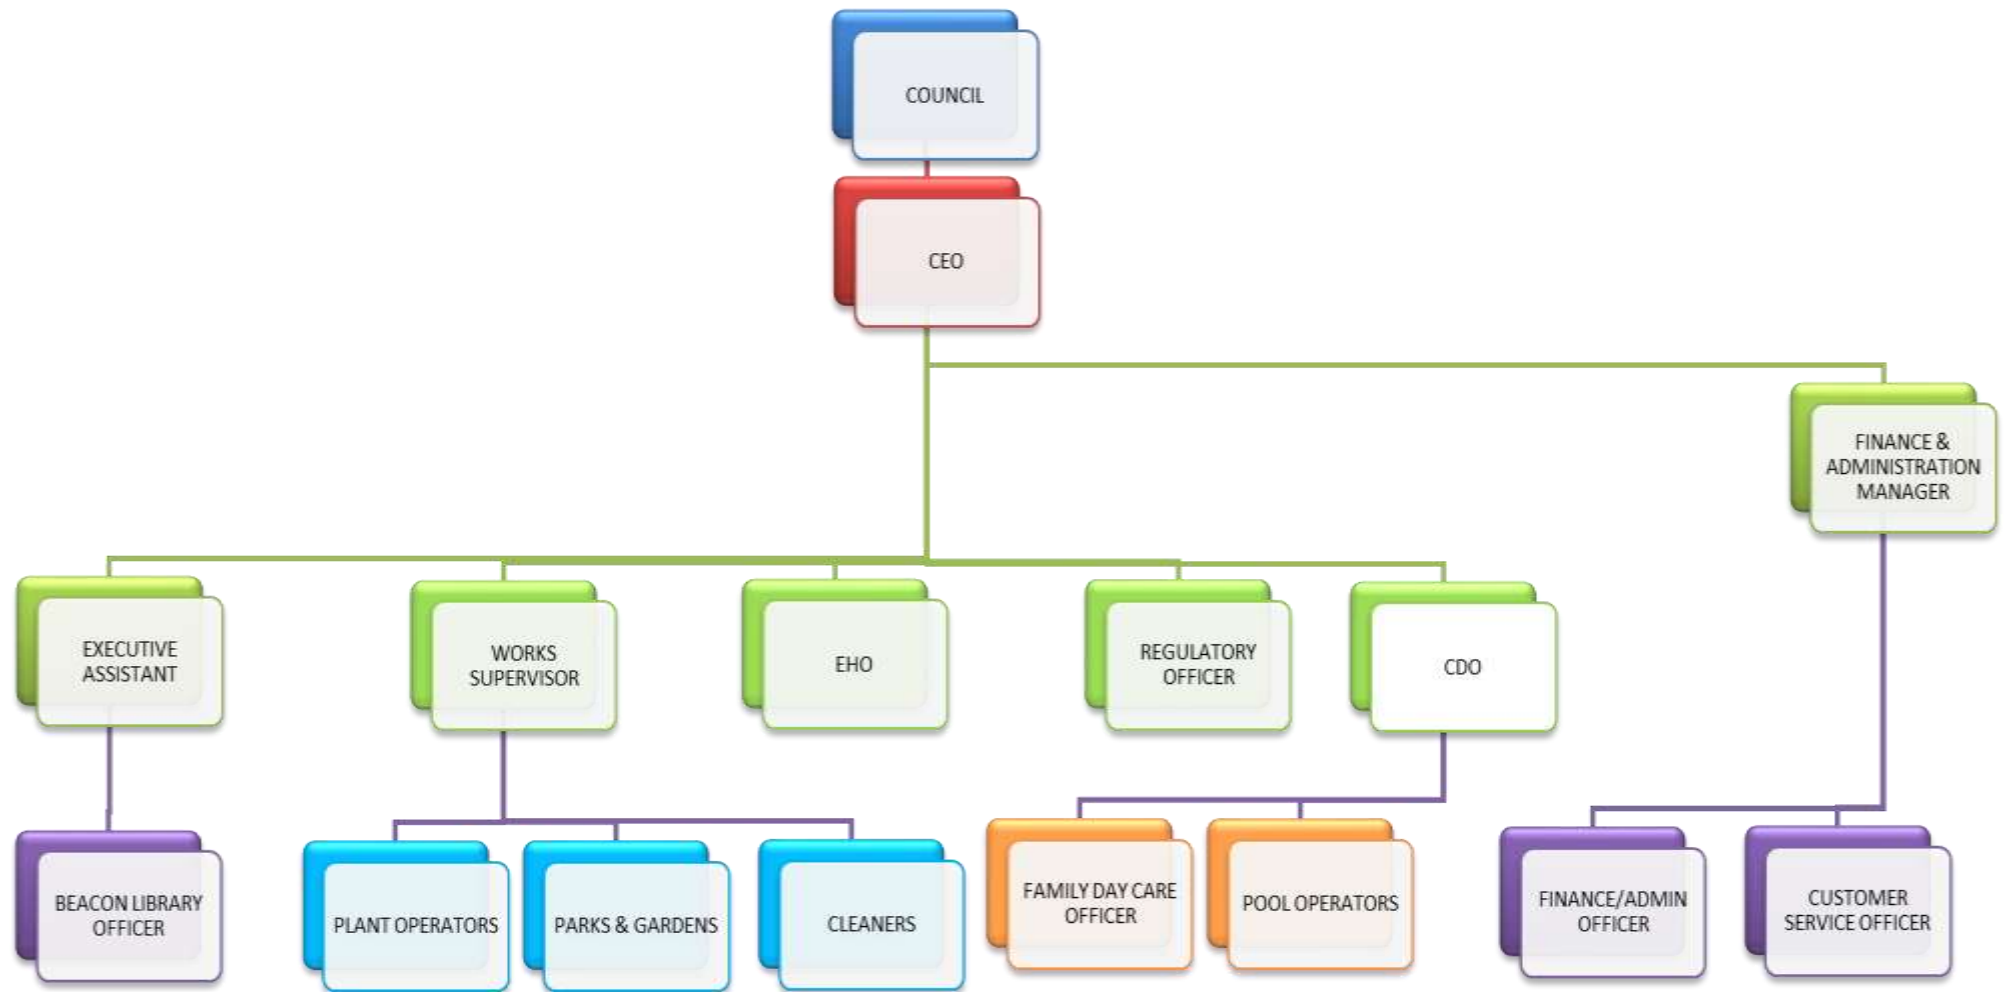 COUNCIL
CEO
FINANCE &
ADMINISTRATION
MANAGER
EXECUTIVE
ASSISTANT
WORKS
SUPERVISOR
EHO
REGULATORY
OFFICER
CDO
BEACON LIBRARY
OFFICER
PLANT OPERATORS
PARKS & GARDENS
CLEANERS
FAMILY DAY CARE
OFFICER
POOL OPERATORS
FINANCE/ADMIN
OFFICER
CUSTOMER
SERVICE OFFICER